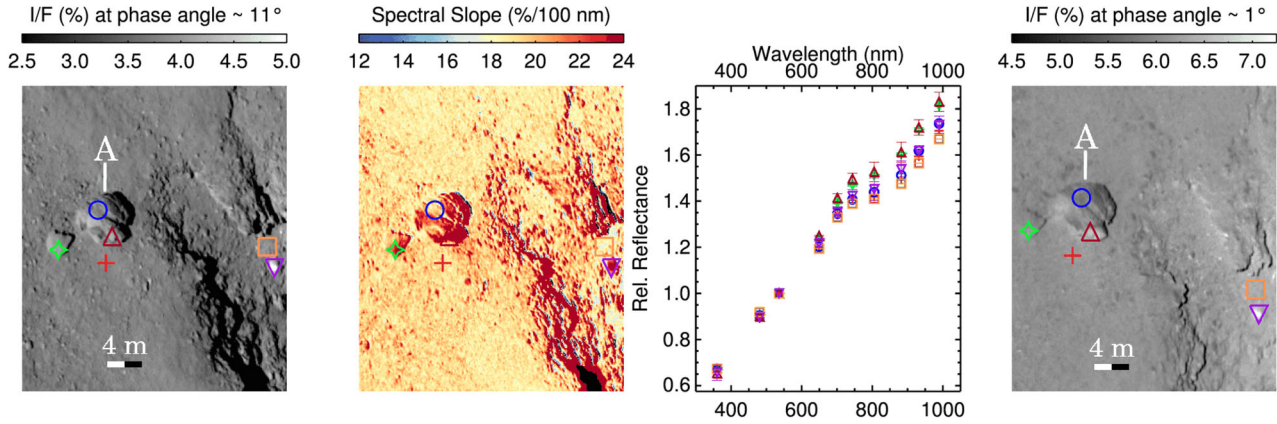 I/F (%) at phase angle ~ 11°
2.5 3.0 3.5 4.0 4.5 5.0
A
4 m
Spectral Slope (%/100 nm)
12 14 16 18 20 22 24
Wavelength (nm)
400 600 800 1000
Rel. Reflectance
1.8
1.6
1.4
1.2
1.0
0.8
0.6
400 600 800 1000
I/F (%) at phase angle ~ 1°
4.5 5.0 5.5 6.0 6.5 7.0
A
4 m